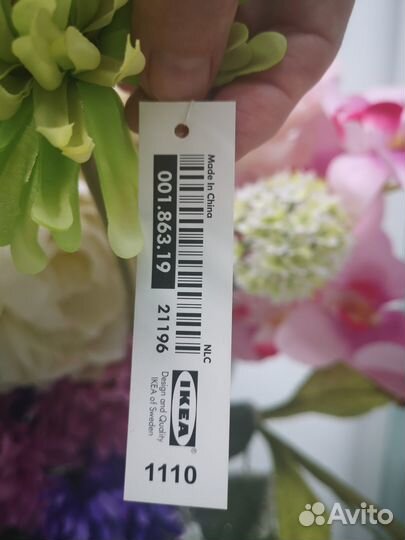 Made in China
001.863.19
21196
NLC
IKEA
Design and Quality
IKEA of Sweden
1110
Avito